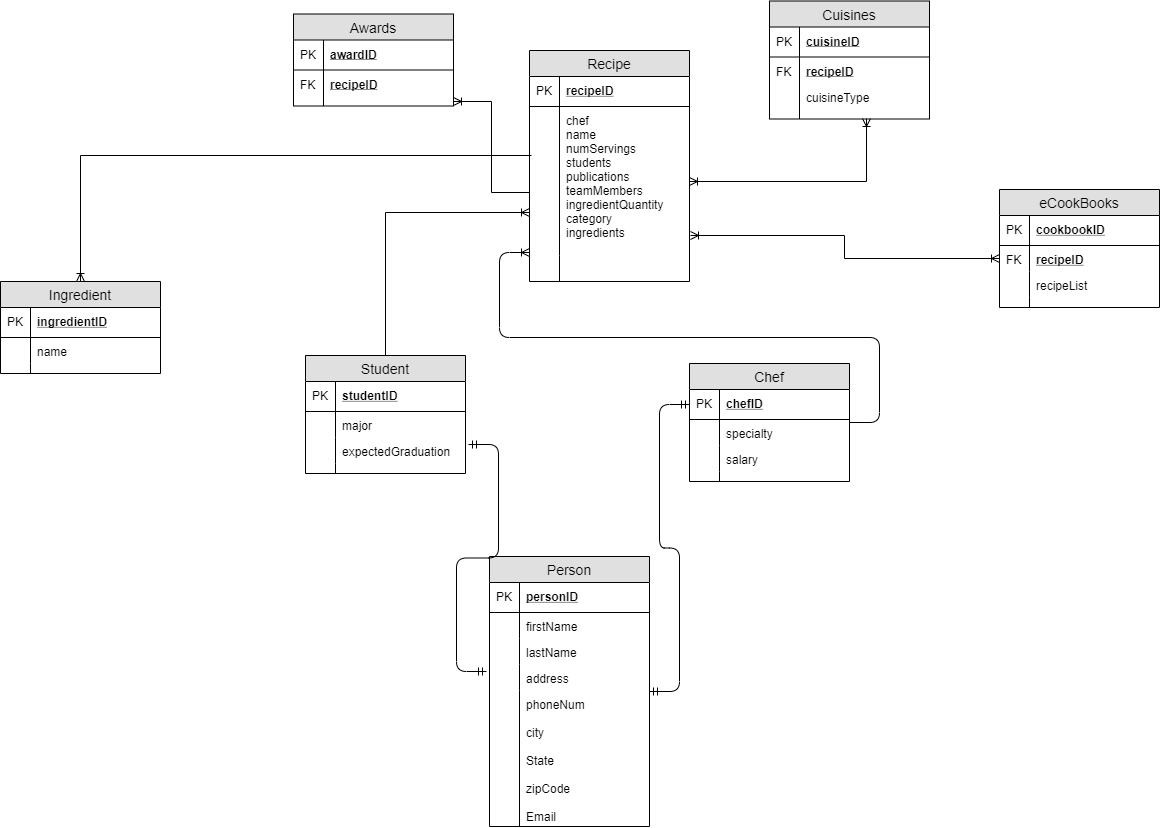 Awards
PK awardID
FK recipeID
Cuisines
PK cuisineID
FK recipeID
cuisineType
Recipe
PK recipeID
chef
name
numServings
students
publications
teamMembers
ingredientQuantity
category
ingredients
eCookBooks
PK cookbookID
FK recipeID
recipeList
Ingredient
PK ingredientID
name
Student
PK studentID
major
expectedGraduation
Chef
PK chefID
specialty
salary
Person
PK personID
firstName
lastName
address
phoneNum
city
State
zipCode
Email